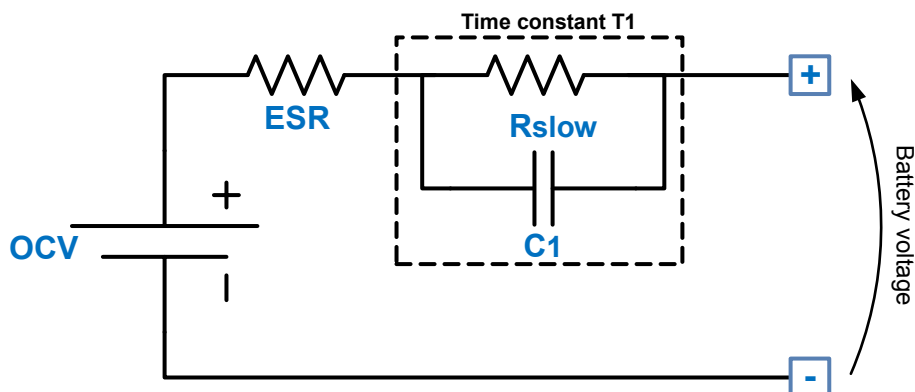 Time constant T1
+
ESR
Rslow
+
OCV
C1
Battery voltage
-